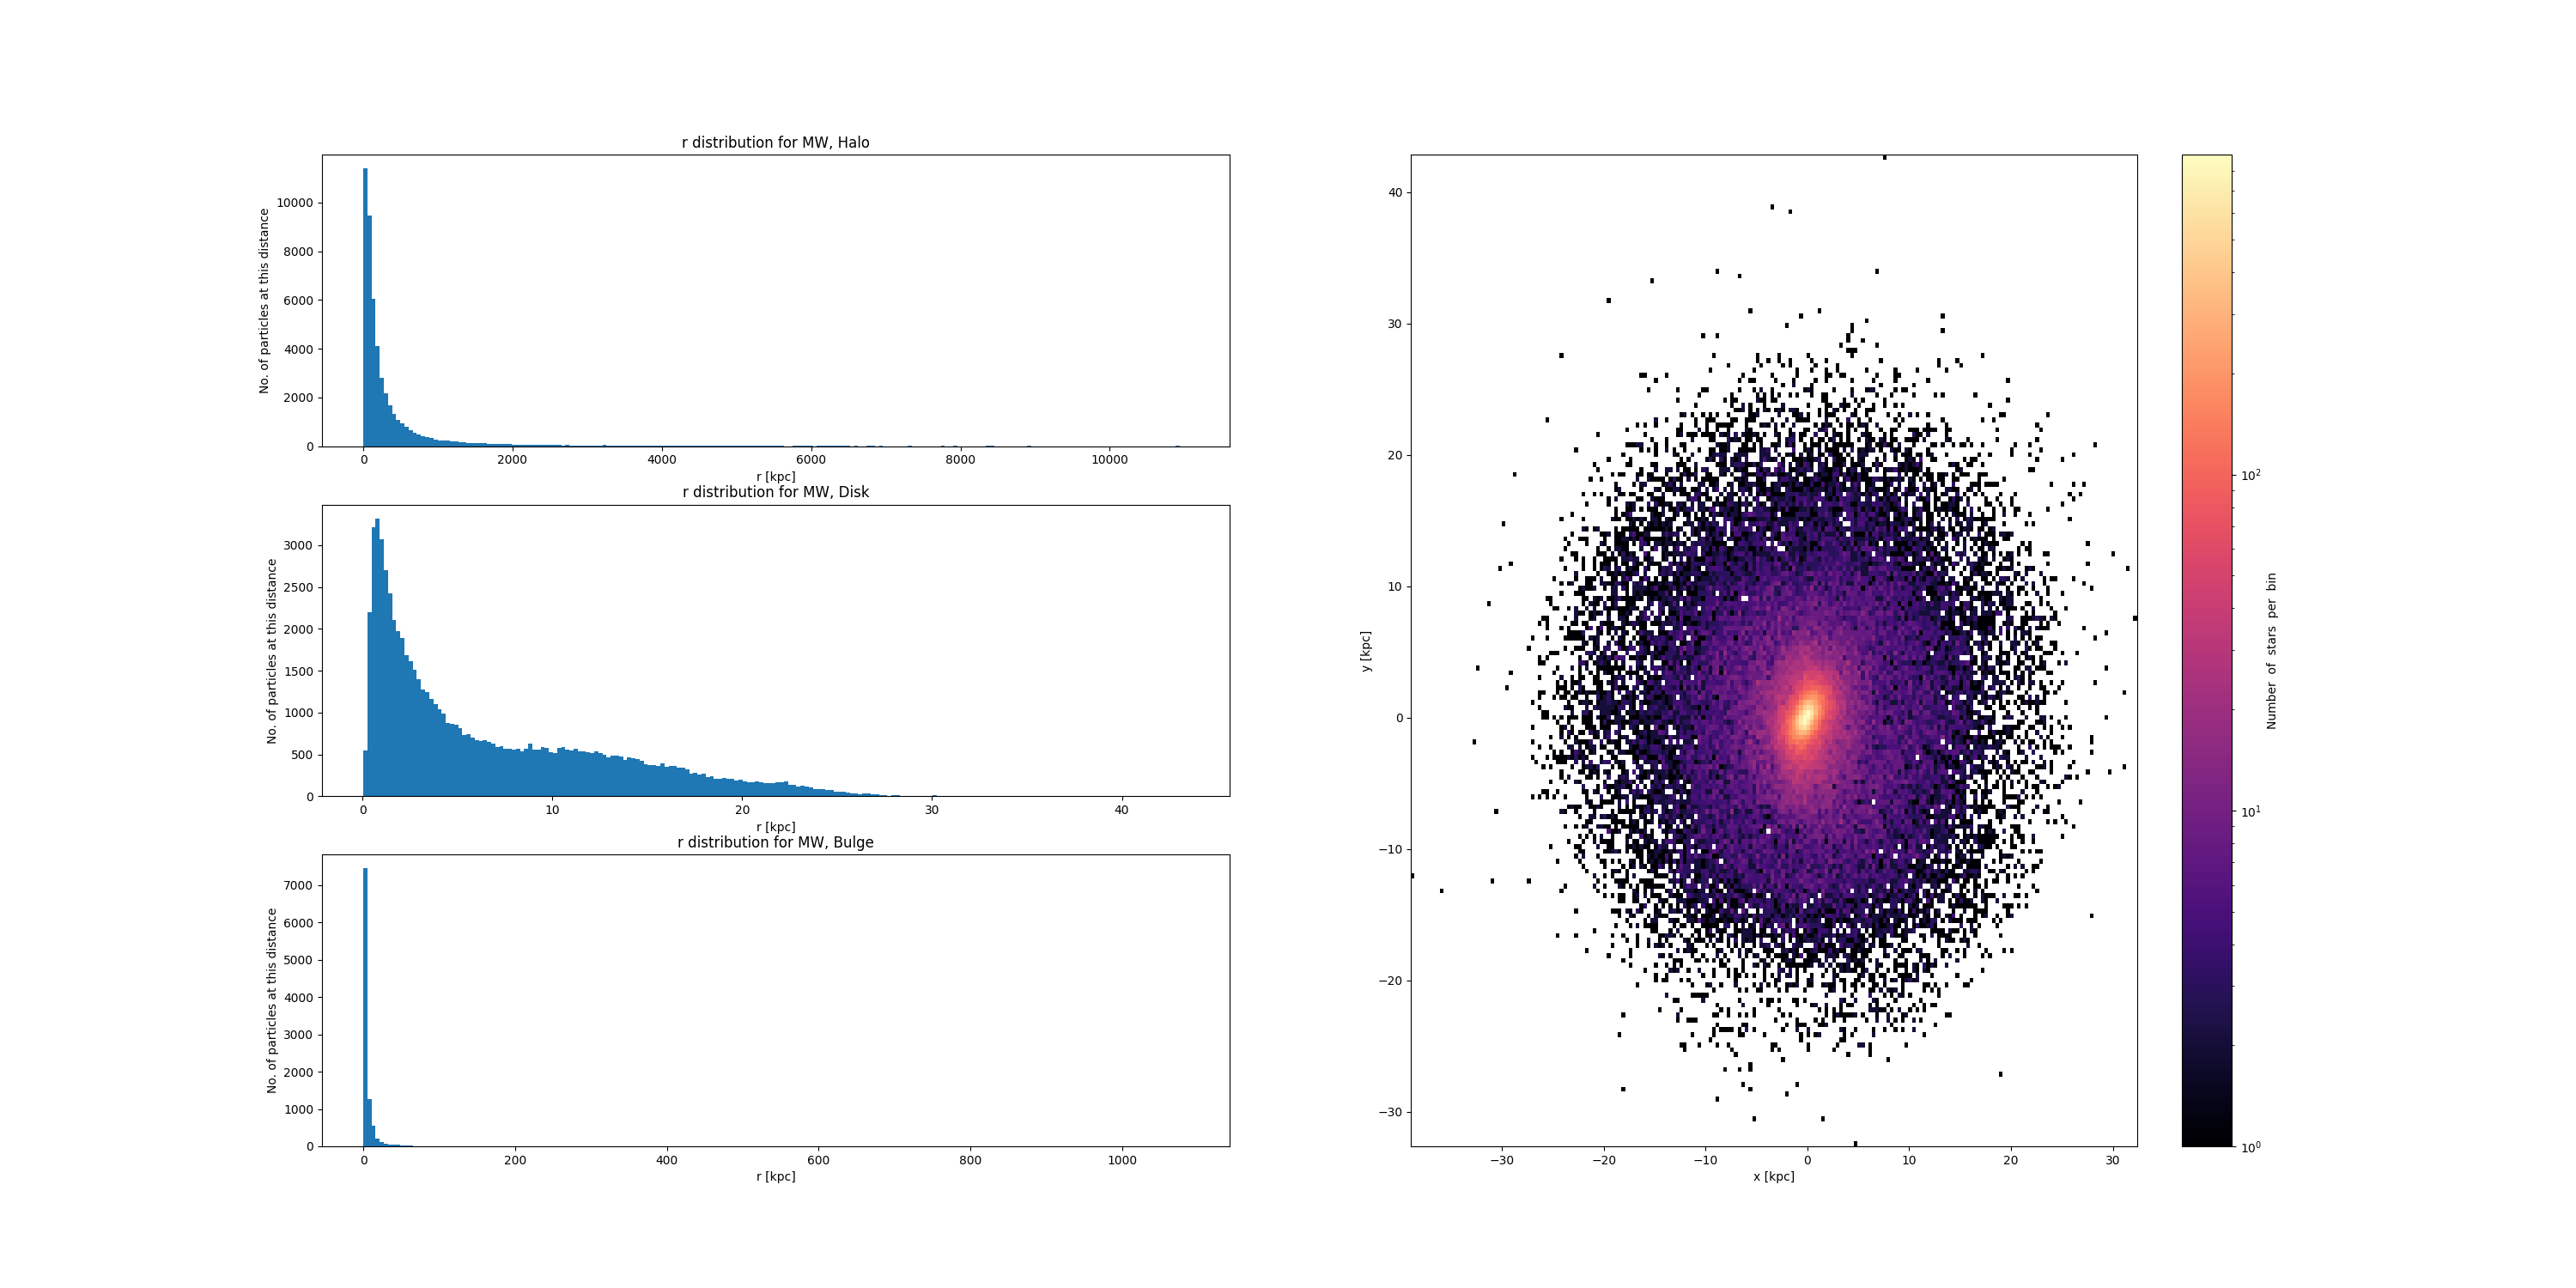 r distribution for MW, Halo
No. of particles at this distance
10000
8000
6000
4000
2000
0
0 2000 4000 6000 8000 10000
r [kpc]
r distribution for MW, Disk
No. of particles at this distance
3000
2500
2000
1500
1000
500
0
0 10 20 30 40
r [kpc]
r distribution for MW, Bulge
No. of particles at this distance
7000
6000
5000
4000
3000
2000
1000
0
0 200 400 600 800 1000
r [kpc]
y [kpc]
40
30
20
10
0
−10
−20
−30
−30 −20 −10 0 10 20 30
x [kpc]
10²
10¹
10⁰
Number of stars per bin